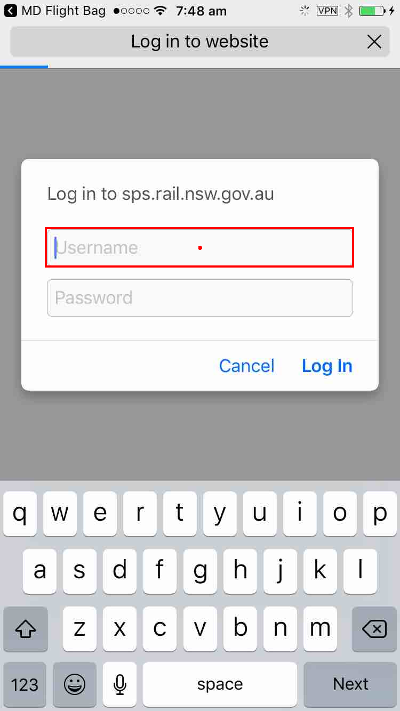 MD Flight Bag 7:48 am VPN
Log in to website
Log in to sps.rail.nsw.gov.au
Username
Password
Cancel Log In
q w e r t y u i o p
a s d f g h j k l
z x c v b n m
123 space Next